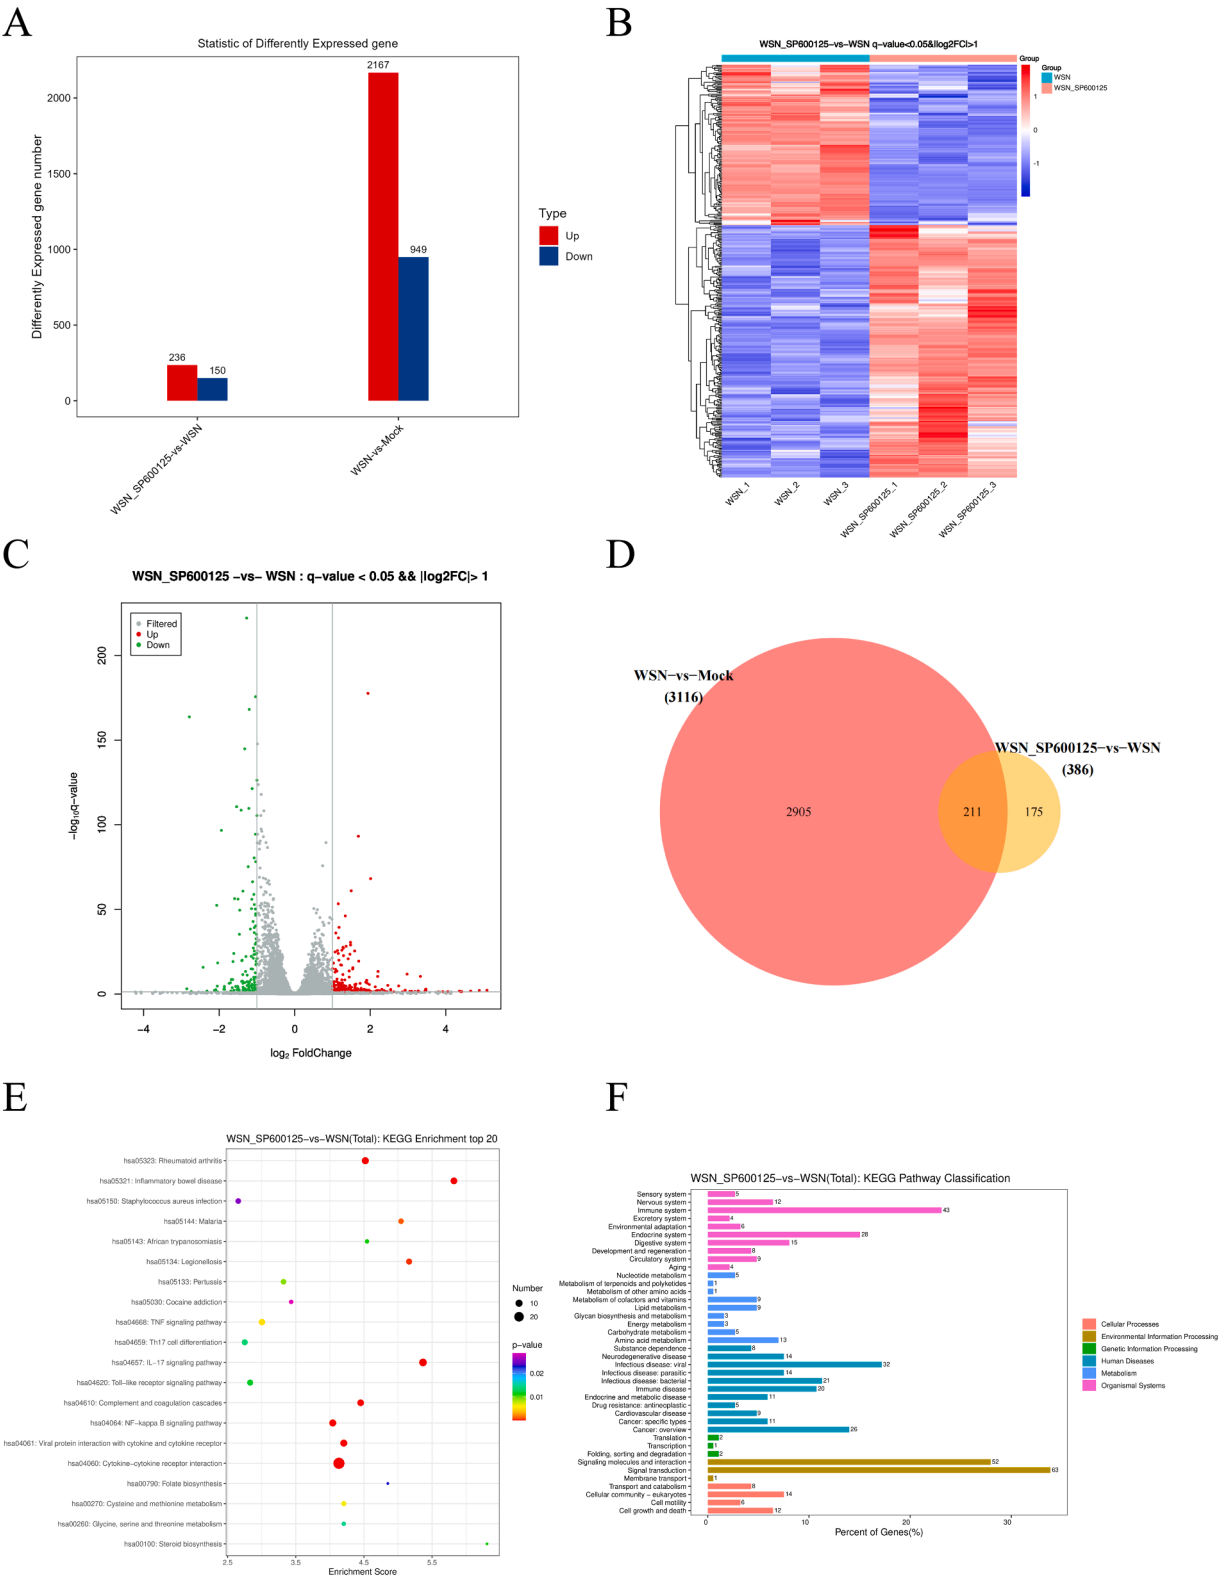 A
Statistic of Differently Expressed gene
Differently Expressed gene number
2000
1500
1000
500
0
2167
949
236
150
WSN_SP600125-vs-WSN
WSN-vs-Mock
Type
Up
Down
B
WSN_SP600125-vs-WSN q-value<0.05&|log2FC|>1
Group
1
0
-1
Group
WSN
WSN_SP600125
WSN_1
WSN_2
WSN_3
WSN_SP600125_1
WSN_SP600125_2
WSN_SP600125_3
C
WSN_SP600125 -vs- WSN : q-value < 0.05 && |log2FC|> 1
Filtered
Up
Down
-log10q-value
200
150
100
50
0
-4
-2
0
2
4
log2 FoldChange
D
WSN-vs-Mock
(3116)
WSN_SP600125-vs-WSN
(386)
2905
211
175
E
WSN_SP600125-vs-WSN(Total): KEGG Enrichment top 20
hsa05323: Rheumatoid arthritis
hsa05321: Inflammatory bowel disease
hsa05150: Staphylococcus aureus infection
hsa05144: Malaria
hsa05143: African trypanosomiasis
hsa05134: Legionellosis
hsa05133: Pertussis
hsa05030: Cocaine addiction
hsa04668: TNF signaling pathway
hsa04659: Th17 cell differentiation
hsa04657: IL-17 signaling pathway
hsa04620: Toll-like receptor signaling pathway
hsa04610: Complement and coagulation cascades
hsa04064: NF-kappa B signaling pathway
hsa04061: Viral protein interaction with cytokine and cytokine receptor
hsa04060: Cytokine-cytokine receptor interaction
hsa00790: Folate biosynthesis
hsa00270: Cysteine and methionine metabolism
hsa00260: Glycine, serine and threonine metabolism
hsa00100: Steroid biosynthesis
2.5
3.5
4.5
5.5
Enrichment Score
Number
10
20
p-value
0.02
0.01
F
WSN_SP600125-vs-WSN(Total): KEGG Pathway Classification
Sensory system 5
Nervous system 12
Immune system 43
Excretory system 4
Environmental adaptation 6
Endocrine system 28
Digestive system 15
Development and regeneration 8
Circulatory system 9
Aging 4
Nucleotide metabolism 5
Metabolism of terpenoids and polyketides 1
Metabolism of other amino acids 1
Metabolism of cofactors and vitamins 9
Lipid metabolism 9
Glycan biosynthesis and metabolism 3
Energy metabolism 3
Carbohydrate metabolism 5
Amino acid metabolism 13
Substance dependence 8
Neurodegenerative disease 14
Infectious disease: viral 32
Infectious disease: parasitic 14
Infectious disease: bacterial 21
Immune disease 20
Endocrine and metabolic disease 11
Drug resistance: antineoplastic 5
Cardiovascular disease 9
Cancer: specific types 11
Cancer: overview 26
Translation 2
Transcription 1
Folding, sorting and degradation 2
Signaling molecules and interaction 52
Signal transduction 63
Membrane transport 1
Transport and catabolism 8
Cellular community - eukaryotes 14
Cell motility 6
Cell growth and death 12
0
10
20
30
Percent of Genes(%)
Cellular Processes
Environmental Information Processing
Genetic Information Processing
Human Diseases
Metabolism
Organismal Systems